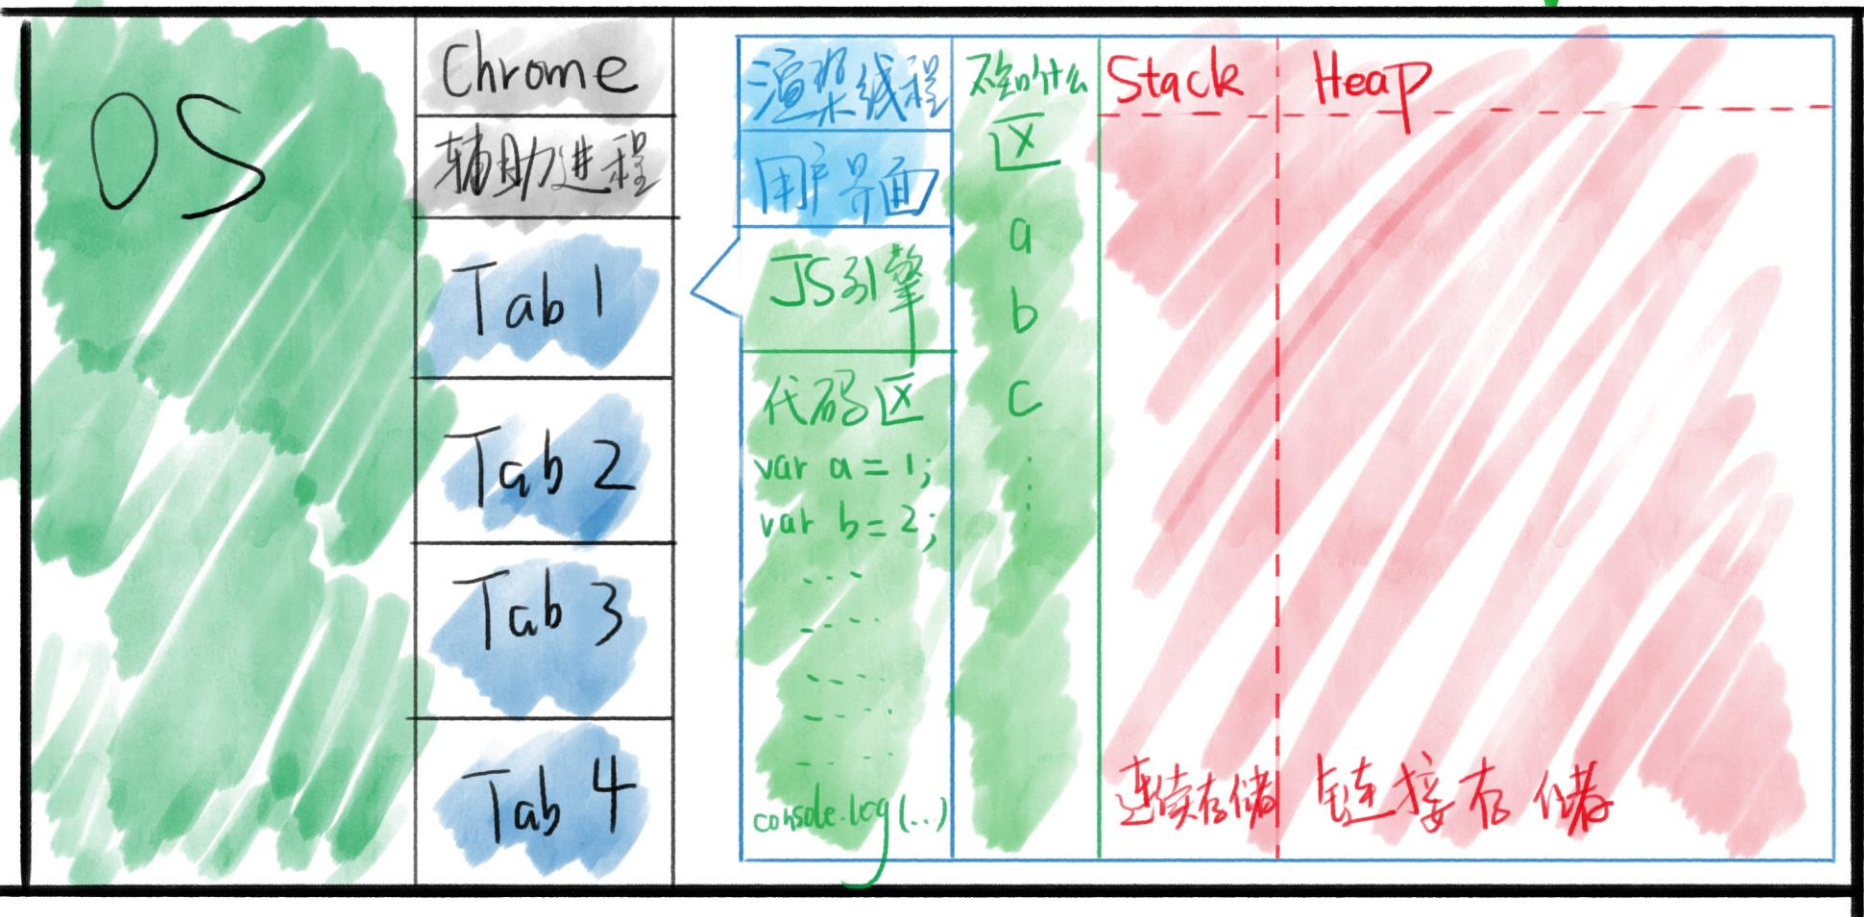 OS
Chrome
辅助进程
Tab 1
Tab 2
Tab 3
Tab 4
渲染线程
用户界面
JS引擎
代码区
var a = 1;
var b = 2;
console.log(...)
不知什么
区
a
b
c
Stack
连续存储
Heap
链接存储